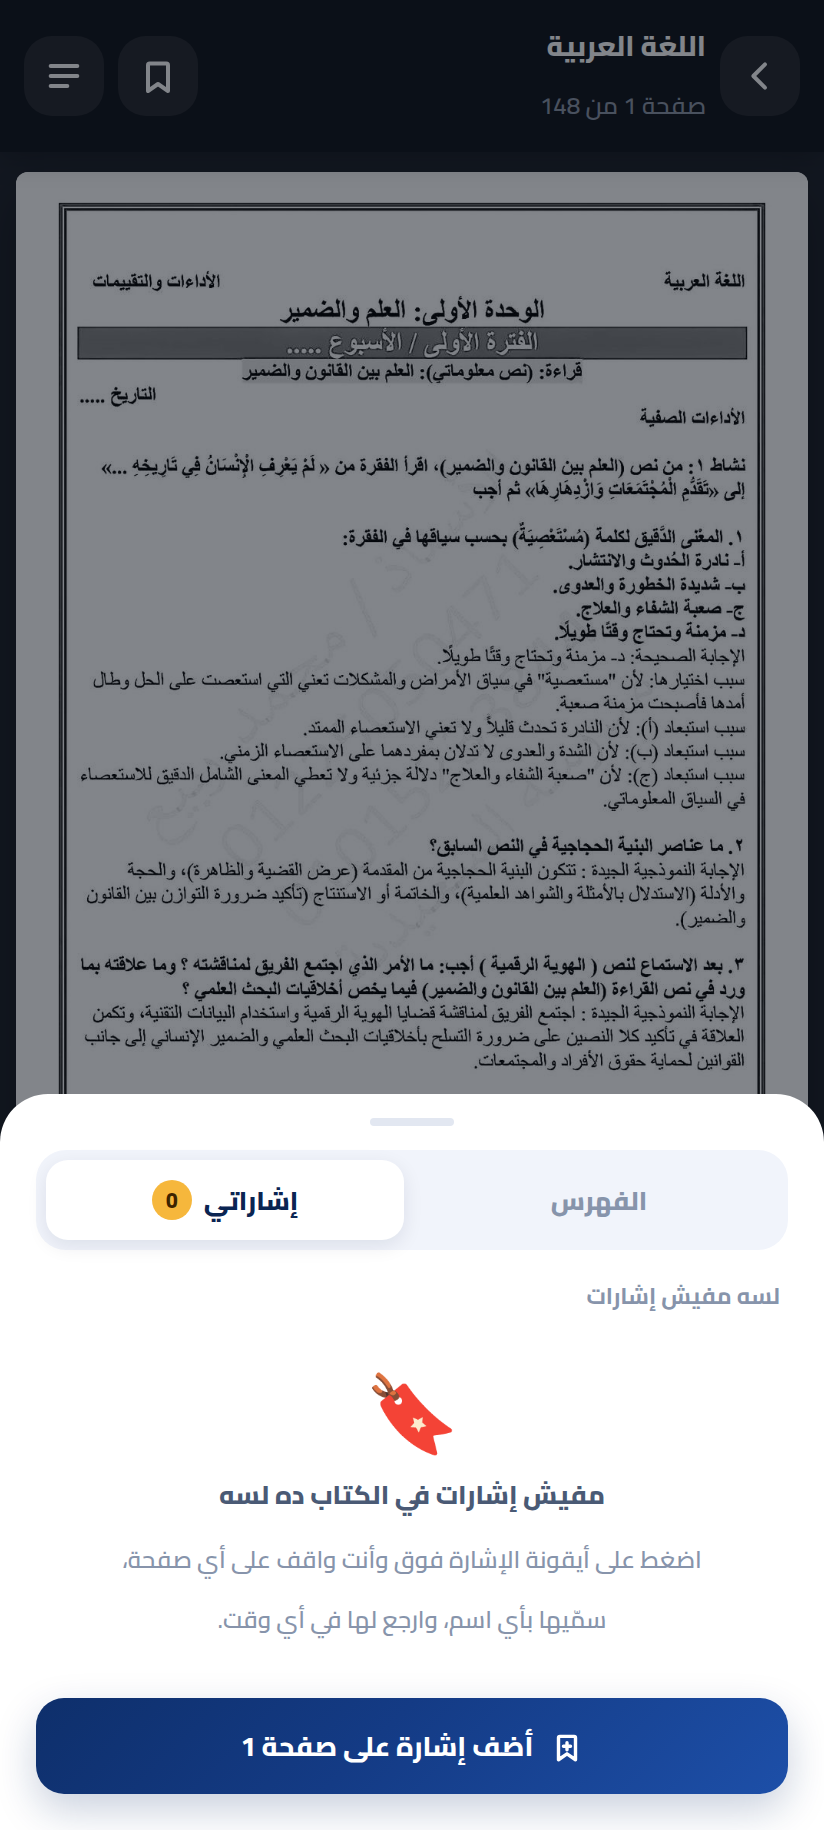 اللغة العربية
صفحة 1 من 148
اللغة العربية
الأداءات والتقييمات
الوحدة الأولى: العلم والضمير
الفترة الأولى / الأسبوع .....
قراءة: (نص معلوماتي): العلم بين القانون والضمير
التاريخ .....
الأداءات الصفية
نشاط ١: من نص (العلم بين القانون والضمير)، اقرأ الفقرة من « لَمْ يَعْرِفِ الْإِنْسَانُ فِي تَارِيخِهِ ...»
إلى «تَقَدُّمِ الْمُجْتَمَعَاتِ وَازْدِهَارِهَا» ثم أجب
١. المعْنى الدَّقيق لكلمة (مُسْتَعْصِيَةٌ) بحسب سياقها في الفقرة:
أ- نادرة الحُدوث والانتشار.
ب- شديدة الخطورة والعدوى.
ج- صعبة الشفاء والعلاج.
د- مزمنة وتحتاج وقتًا طويلًا.
الإجابة الصحيحة: د- مزمنة وتحتاج وقتًا طويلًا.
سبب اختيارها: لأن "مستعصية" في سياق الأمراض والمشكلات تعني التي استعصت على الحل وطال
أمدها فأصبحت مزمنة صعبة.
سبب استبعاد (أ): لأن النادرة تحدث قليلاً ولا تعني الاستعصاء الممتد.
سبب استبعاد (ب): لأن الشدة والعدوى لا تدلان بمفردهما على الاستعصاء الزمني.
سبب استبعاد (ج): لأن "صعبة الشفاء والعلاج" دلالة جزئية ولا تعطي المعنى الشامل الدقيق للاستعصاء
في السياق المعلوماتي.
٢. ما عناصر البنية الحجاجية في النص السابق؟
الإجابة النموذجية الجيدة : تتكون البنية الحجاجية من المقدمة (عرض القضية والظاهرة)، والحجة
والأدلة (الاستدلال بالأمثلة والشواهد العلمية)، والخاتمة أو الاستنتاج (تأكيد ضرورة التوازن بين القانون
والضمير).
٣. بعد الاستماع لنص ( الهوية الرقمية ) أجب: ما الأمر الذي اجتمع الفريق لمناقشته ؟ وما علاقته بما
ورد في نص القراءة (العلم بين القانون والضمير) فيما يخص أخلاقيات البحث العلمي ؟
الإجابة النموذجية الجيدة : اجتمع الفريق لمناقشة قضايا الهوية الرقمية واستخدام البيانات التقنية، وتكمن
العلاقة في تأكيد كلا النصين على ضرورة التسلح بأخلاقيات البحث العلمي والضمير الإنساني إلى جانب
القوانين لحماية حقوق الأفراد والمجتمعات.
الفهرس
إشاراتي 0
لسه مفيش إشارات
مفيش إشارات في الكتاب ده لسه
اضغط على أيقونة الإشارة فوق وأنت واقف على أي صفحة،
سمّيها بأي اسم، وارجع لها في أي وقت.
أضف إشارة على صفحة 1